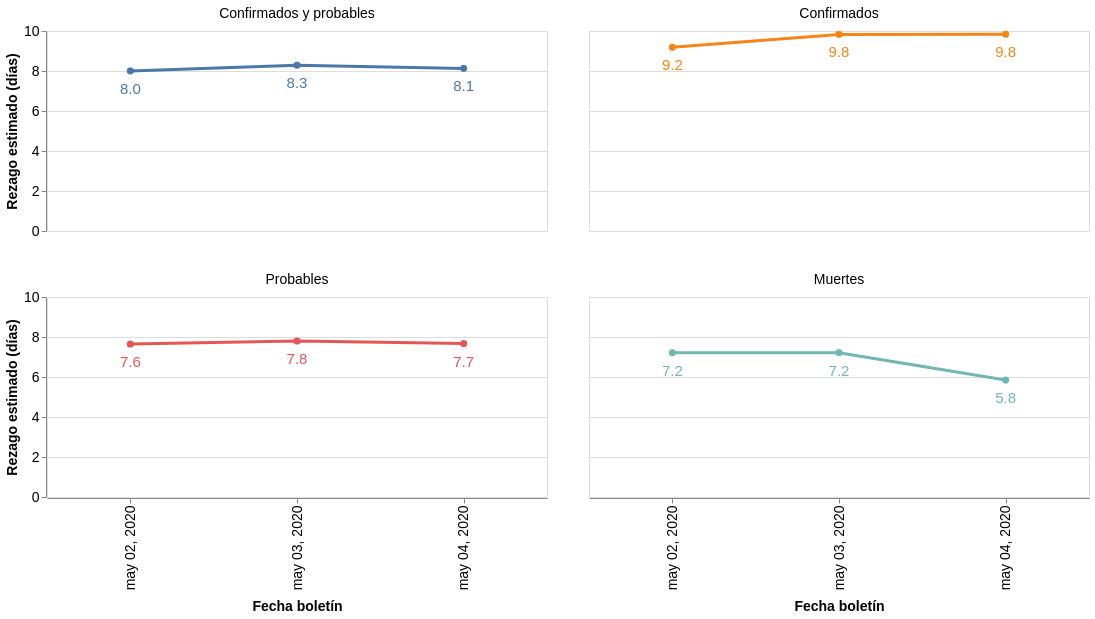 Confirmados y probables
Confirmados
Rezago estimado (días)
10
8
6
4
2
0
8.0
8.3
8.1
9.2
9.8
9.8
Probables
Muertes
Rezago estimado (días)
10
8
6
4
2
0
7.6
7.8
7.7
7.2
7.2
5.8
may 02, 2020
may 03, 2020
may 04, 2020
may 02, 2020
may 03, 2020
may 04, 2020
Fecha boletín
Fecha boletín